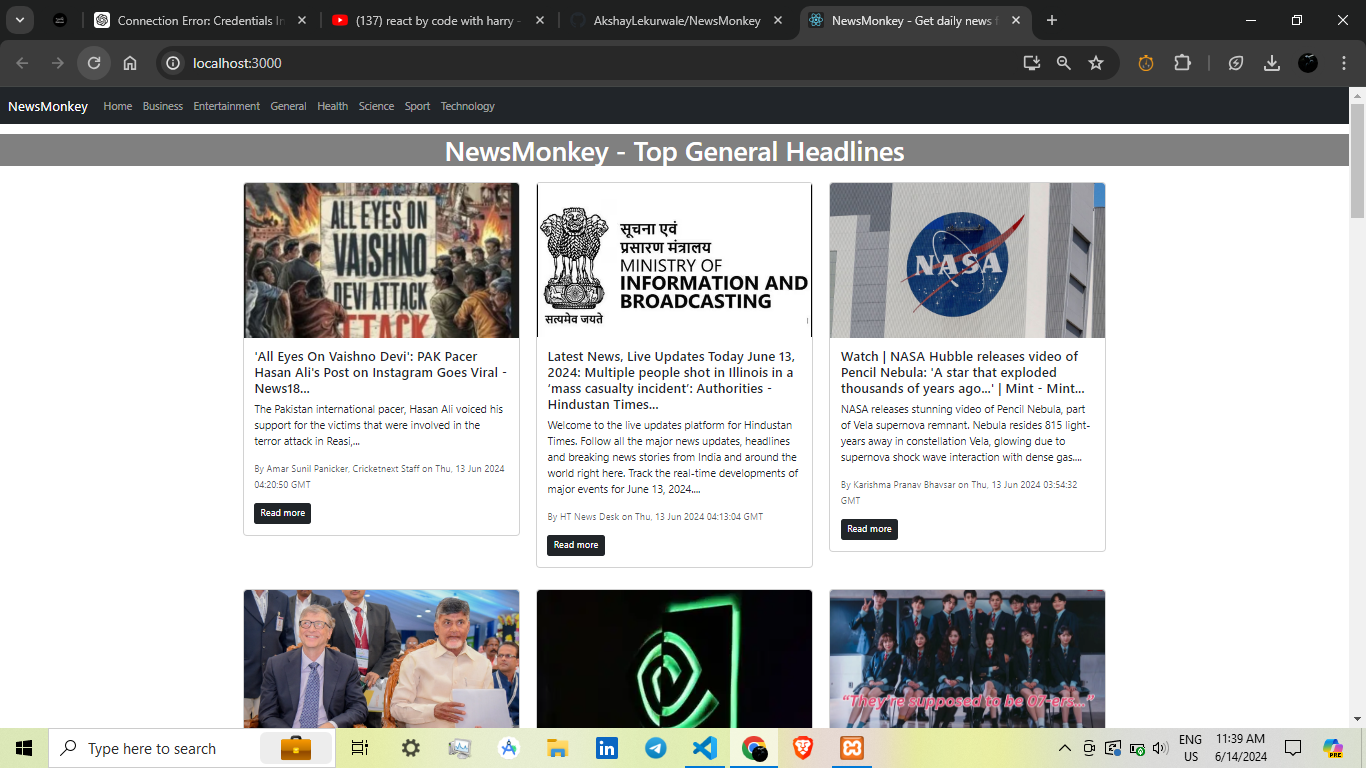 Connection Error: Credentials In
(137) react by code with harry -
AkshayLekurwale/NewsMonkey
NewsMonkey - Get daily news f
localhost:3000
NewsMonkey Home Business Entertainment General Health Science Sport Technology
NewsMonkey - Top General Headlines
ALL EYES ON
VAISHNO
DEVI ATTACK
ATTACK
'All Eyes On Vaishno Devi': PAK Pacer
Hasan Ali's Post on Instagram Goes Viral -
News18...
The Pakistan international pacer, Hasan Ali voiced his
support for the victims that were involved in the
terror attack in Reasi,...
By Amar Sunil Panicker, Cricketnext Staff on Thu, 13 Jun 2024
04:20:50 GMT
Read more
सूचना एवं
प्रसारण मंत्रालय
MINISTRY OF
INFORMATION AND
BROADCASTING
सत्यमेव जयते
Latest News, Live Updates Today June 13,
2024: Multiple people shot in Illinois in a
‘mass casualty incident’: Authorities -
Hindustan Times...
Welcome to the live updates platform for Hindustan
Times. Follow all the major news updates, headlines
and breaking news stories from India and around the
world right here. Track the real-time developments of
major events for June 13, 2024....
By HT News Desk on Thu, 13 Jun 2024 04:13:04 GMT
Read more
NASA
Watch | NASA Hubble releases video of
Pencil Nebula: 'A star that exploded
thousands of years ago...' | Mint - Mint...
NASA releases stunning video of Pencil Nebula, part
of Vela supernova remnant. Nebula resides 815 light-
years away in constellation Vela, glowing due to
supernova shock wave interaction with dense gas....
By Karishma Pranav Bhavsar on Thu, 13 Jun 2024 03:54:32
GMT
Read more
“They're supposed to be 07-ers...”
Type here to search
ENG
US
11:39 AM
6/14/2024
PRE